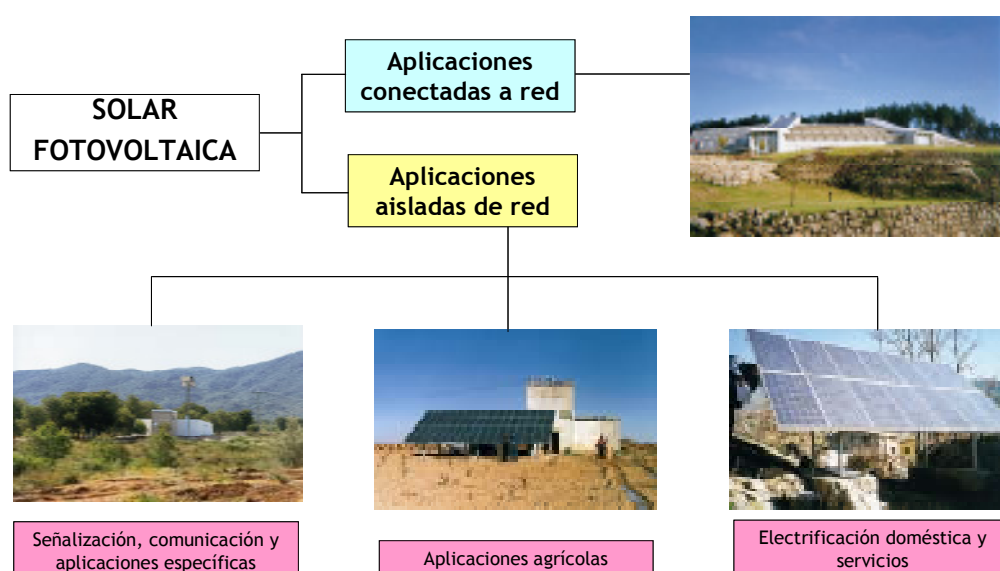 Aplicaciones
conectadas a red
SOLAR
FOTOVOLTAICA
Aplicaciones
aisladas de red
Señalización, comunicación y
aplicaciones específicas
Aplicaciones agrícolas
Electrificación doméstica y
servicios